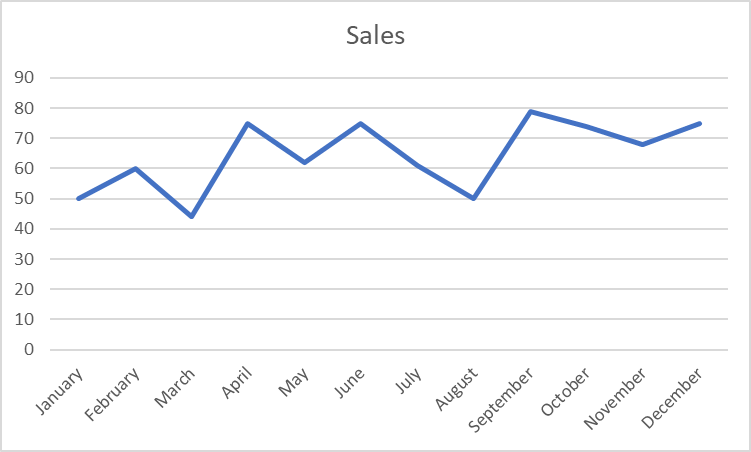 Sales
90
80
70
60
50
40
30
20
10
0
January
February
March
April
May
June
July
August
September
October
November
December